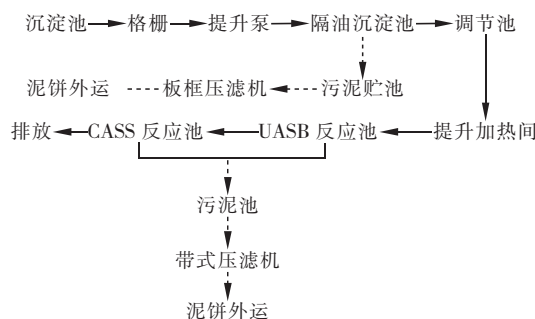 沉淀池 格栅 提升泵 隔油沉淀池 调节池
泥饼外运 板框压滤机 污泥贮池
排放 CASS 反应池 UASB 反应池 提升加热间
污泥池
带式压滤机
泥饼外运